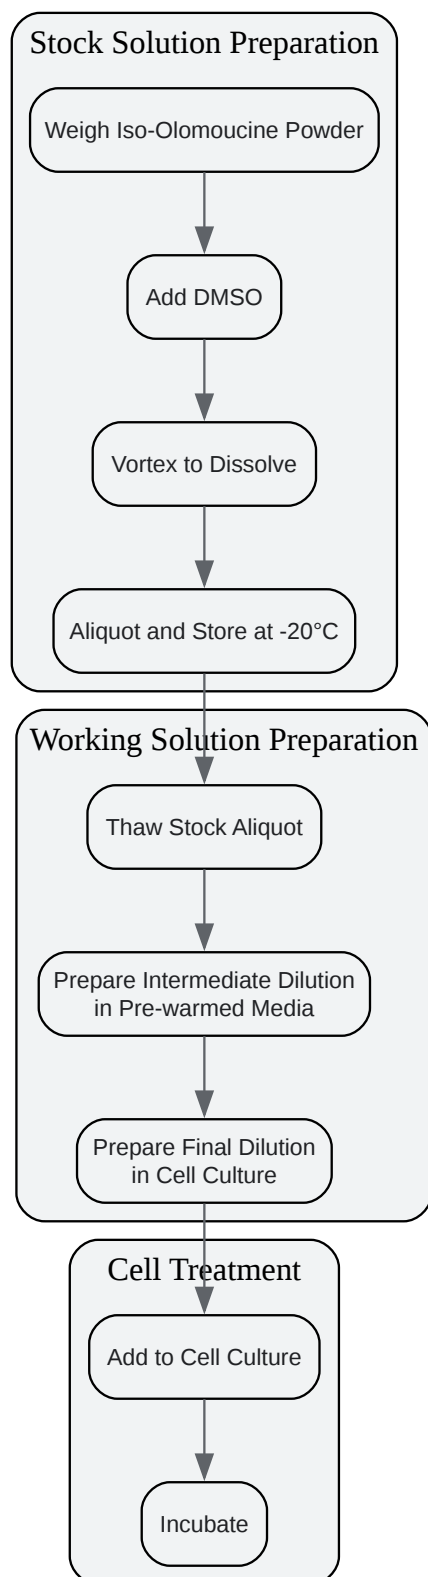 Stock Solution Preparation
Weigh Iso-Olomoucine Powder
Add DMSO
Vortex to Dissolve
Aliquot and Store at -20°C
Working Solution Preparation
Thaw Stock Aliquot
Prepare Intermediate Dilution
in Pre-warmed Media
Prepare Final Dilution
in Cell Culture
Cell Treatment
Add to Cell Culture
Incubate